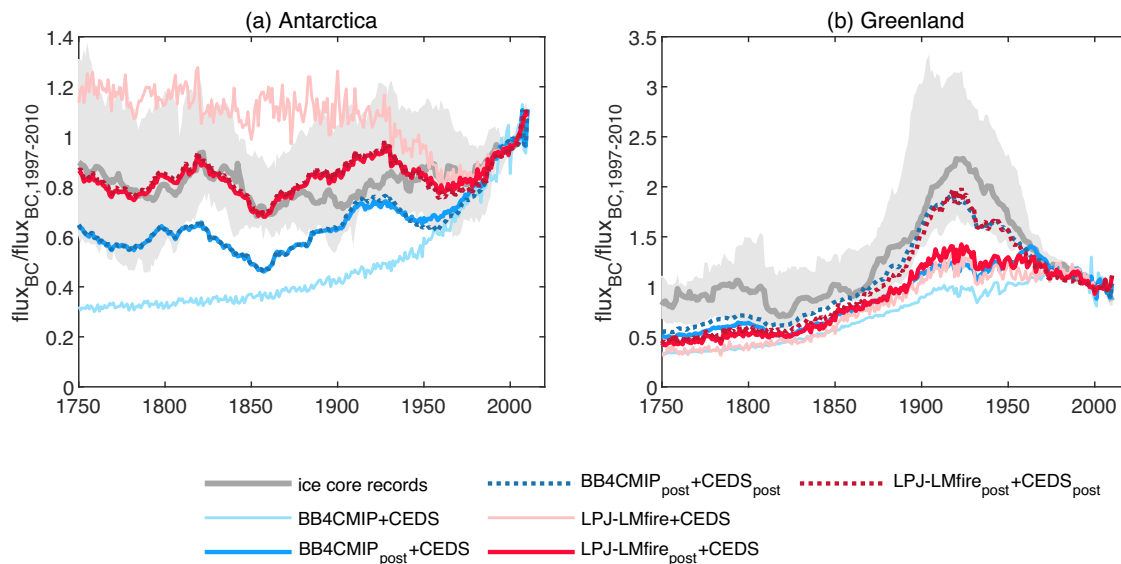 (a) Antarctica
(b) Greenland
flux_BC/flux_BC,1997-2010
1.4
1.2
1
0.8
0.6
0.4
0.2
0
1750 1800 1850 1900 1950 2000
flux_BC/flux_BC,1997-2010
3.5
3
2.5
2
1.5
1
0.5
0
1750 1800 1850 1900 1950 2000
ice core records
BB4CMIP_post+CEDS_post
LPJ-LMfire_post+CEDS_post
BB4CMIP+CEDS
LPJ-LMfire+CEDS
BB4CMIP_post+CEDS
LPJ-LMfire_post+CEDS